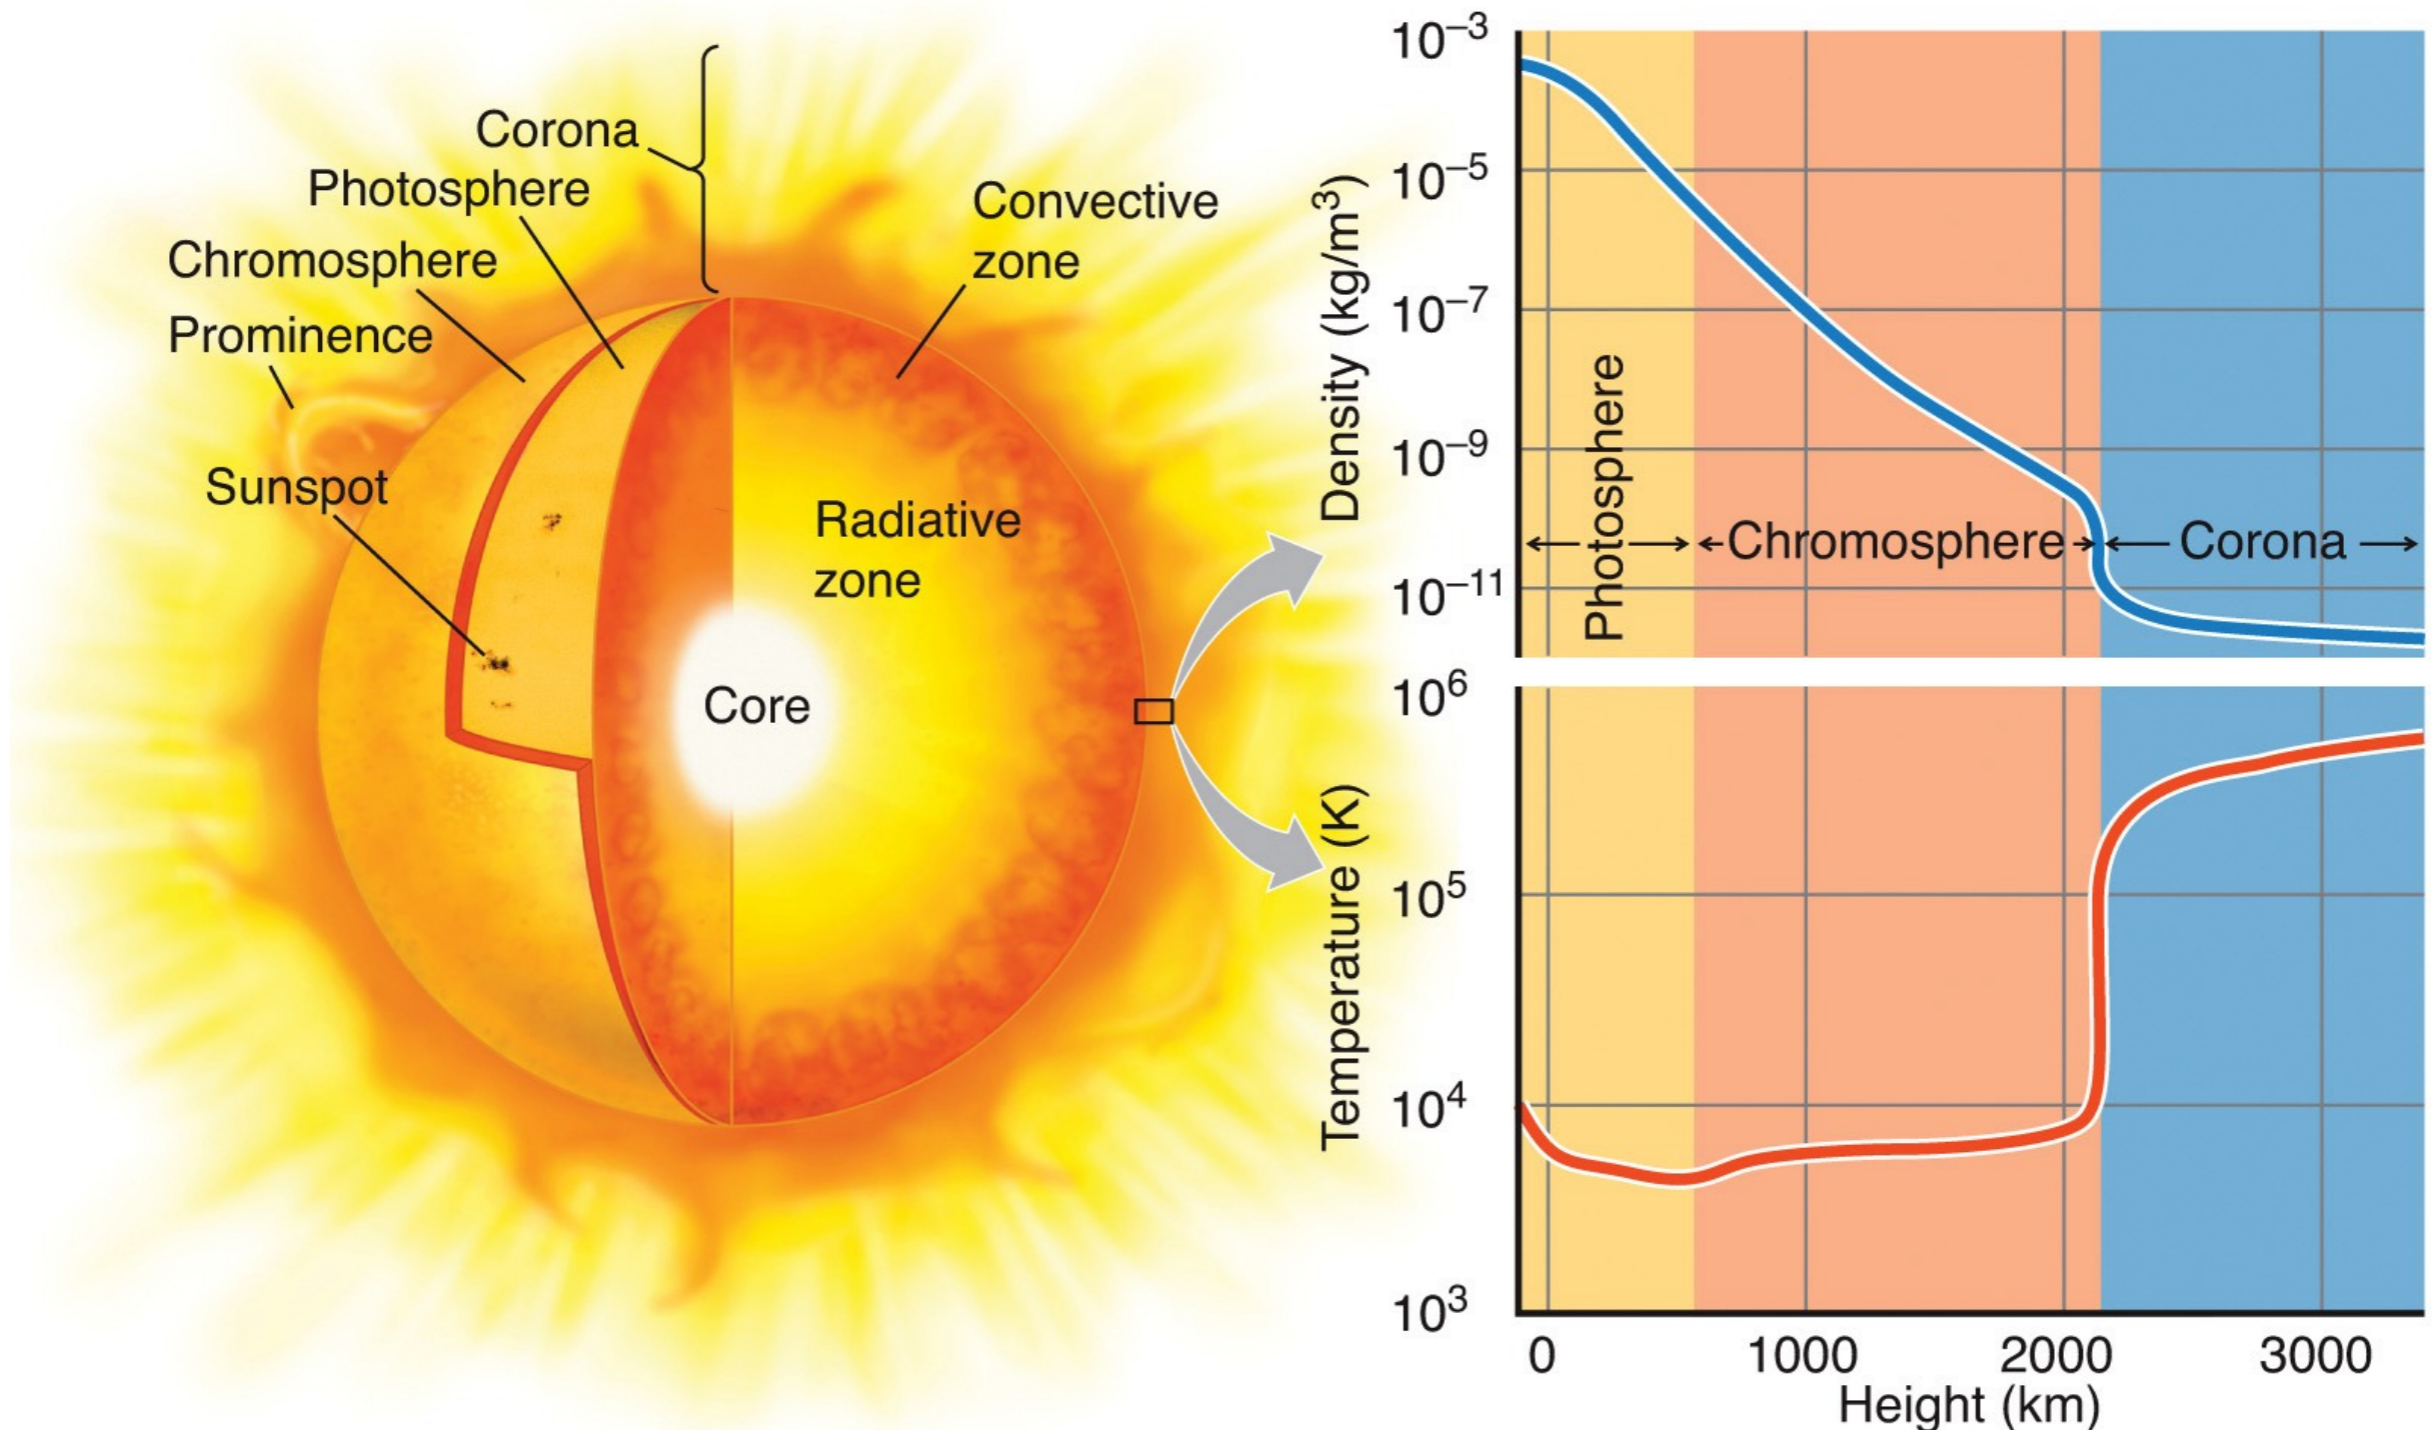 Corona
Photosphere
Chromosphere
Prominence
Sunspot
Convective
zone
Radiative
zone
Core
Density (kg/m³)
10⁻³
10⁻⁵
10⁻⁷
10⁻⁹
10⁻¹¹
Photosphere
Chromosphere
Corona
Temperature (K)
10⁶
10⁵
10⁴
10³
0 1000 2000 3000
Height (km)